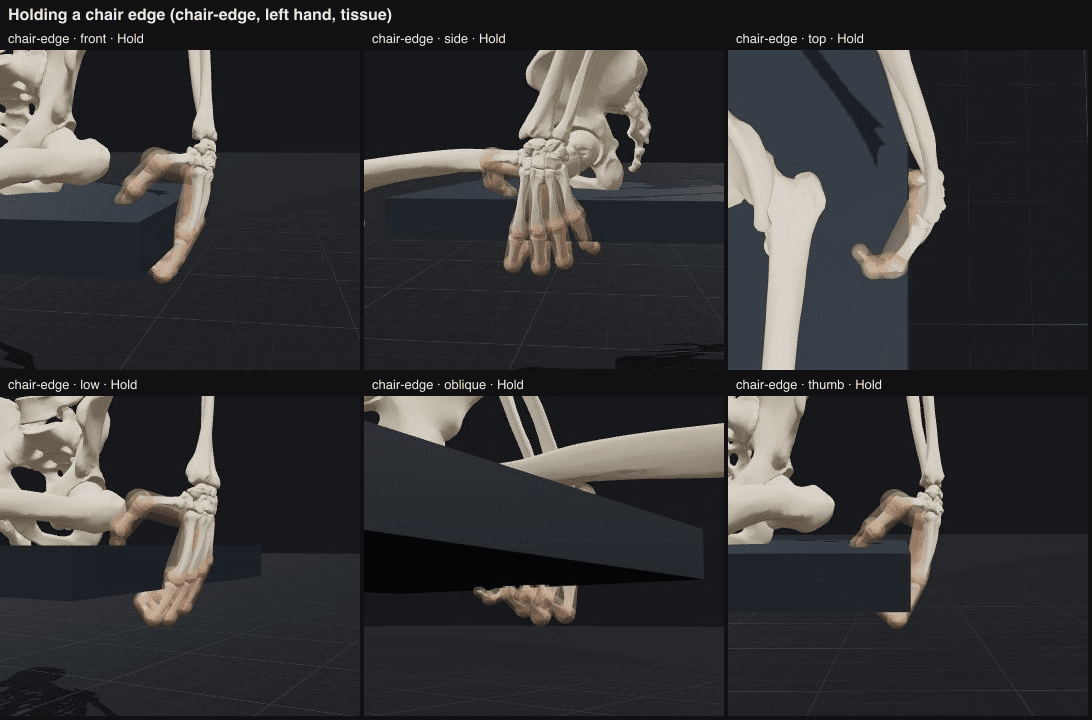 Holding a chair edge (chair-edge, left hand, tissue)
chair-edge · front · Hold
chair-edge · side · Hold
chair-edge · top · Hold
chair-edge · low · Hold
chair-edge · oblique · Hold
chair-edge · thumb · Hold